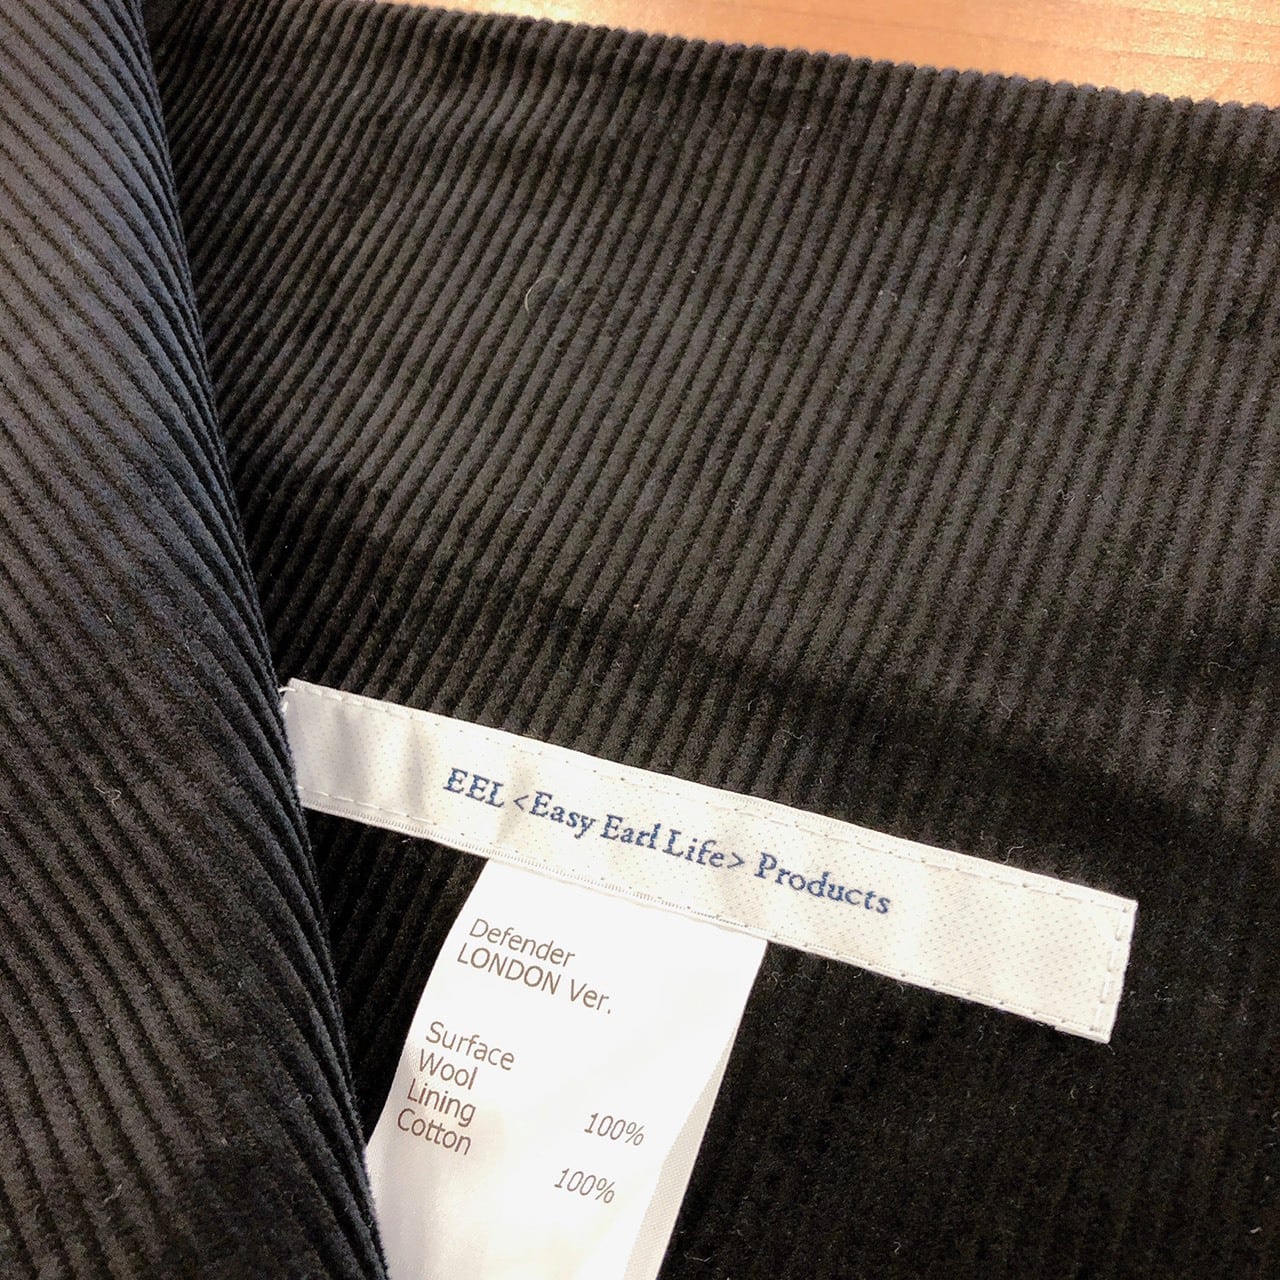 EEL <Easy Earl Life> Products
Defender
LONDON Ver.
Surface
Wool 100%
Lining
Cotton 100%